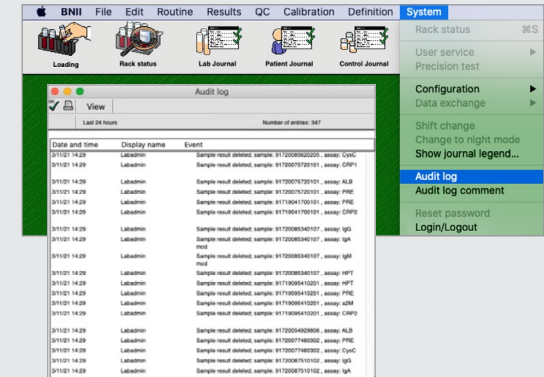 BNII File Edit Routine Results QC Calibration Definition System
Loading Rack status Lab Journal Patient Journal Control Journal
Rack status ⌘S
User service
Precision test
Configuration
Data exchange
Shift change
Change to night mode
Show journal legend...
Audit log
Audit log comment
Reset password
Login/Logout
Audit log
OK View
Last 24 hours Number of entries: 347
Date and time Display name Event
3/11/21 14:29 Labadmin Sample result deleted; sample: 91720085620205 , assay: CysC
3/11/21 14:29 Labadmin Sample result deleted; sample: 91720075720101 , assay: CRP1
3/11/21 14:29 Labadmin Sample result deleted; sample: 91720075720101 , assay: ALB
3/11/21 14:29 Labadmin Sample result deleted; sample: 91720075720101 , assay: PRE
3/11/21 14:29 Labadmin Sample result deleted; sample: 91719041700101 , assay: PRE
3/11/21 14:29 Labadmin Sample result deleted; sample: 91719041700101 , assay: CRP2
3/11/21 14:29 Labadmin Sample result deleted; sample: 91720085340107 , assay: IgG
3/11/21 14:29 Labadmin Sample result deleted; sample: 91720085340107 , assay: IgA
mod
3/11/21 14:29 Labadmin Sample result deleted; sample: 91720085340107 , assay: IgM
mod
3/11/21 14:29 Labadmin Sample result deleted; sample: 91720085340107 , assay: HPT
3/11/21 14:29 Labadmin Sample result deleted; sample: 91719095410201 , assay: HPT
3/11/21 14:29 Labadmin Sample result deleted; sample: 91719095410201 , assay: PRE
3/11/21 14:29 Labadmin Sample result deleted; sample: 91719095410201 , assay: a2M
3/11/21 14:29 Labadmin Sample result deleted; sample: 91719095410201 , assay: CRP2
3/11/21 14:29 Labadmin Sample result deleted; sample: 91720054929806 , assay: ALB
3/11/21 14:29 Labadmin Sample result deleted; sample: 91720077460302 , assay: PRE
3/11/21 14:29 Labadmin Sample result deleted; sample: 91720077460302 , assay: CysC
3/11/21 14:29 Labadmin Sample result deleted; sample: 91720087510102 , assay: IgG
3/11/21 14:29 Labadmin Sample result deleted; sample: 91720087510102 , assay: IgA